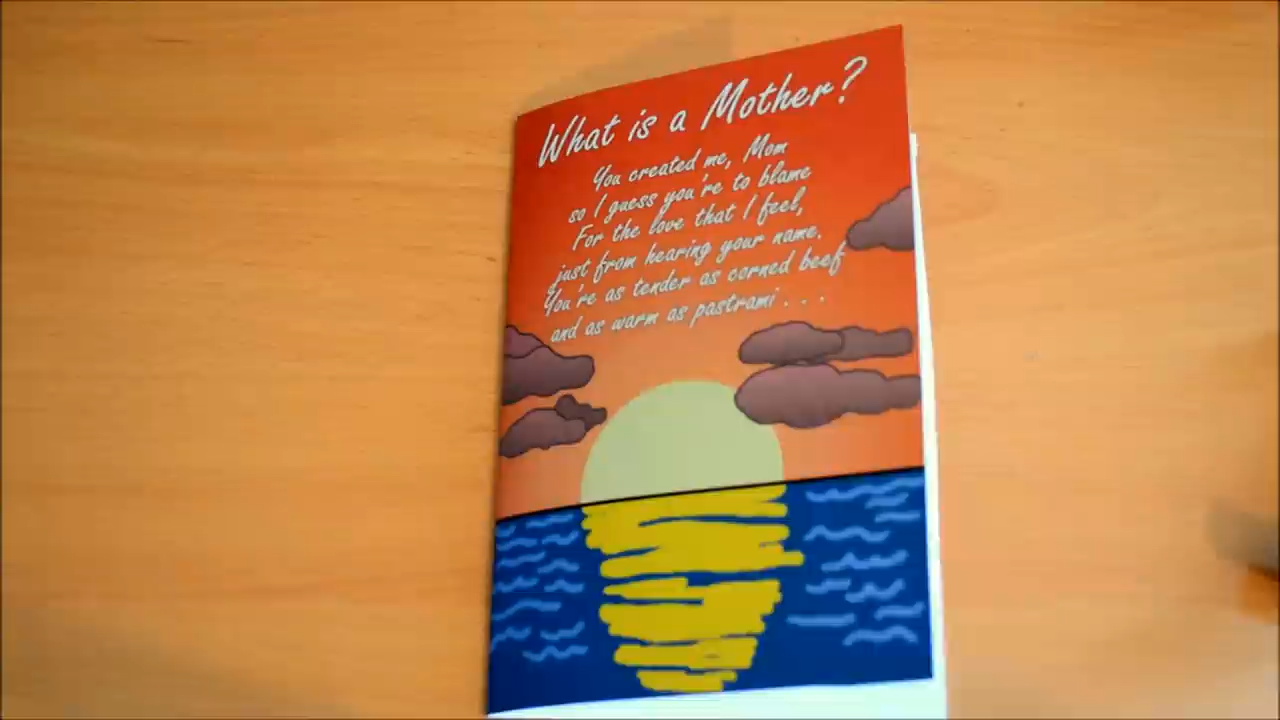 What is a Mother?
You created me, Mom
so I guess you're to blame
For the love that I feel,
just from hearing your name.
You're as tender as corned beef
and as warm as pastrami . . .